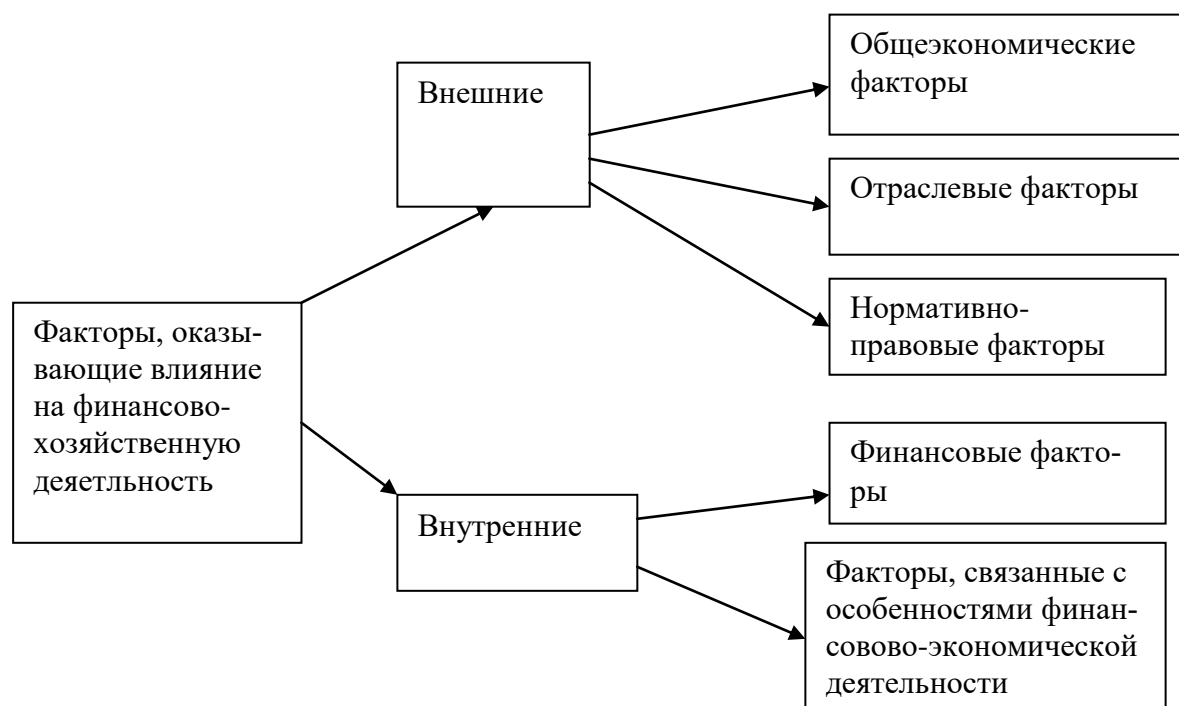 Общеэкономические
факторы
Внешние
Отраслевые факторы
Нормативно-
правовые факторы
Факторы, оказы-
вающие влияние
на финансово-
хозяйственную
деяетльность
Финансовые факто-
ры
Внутренние
Факторы, связанные с
особенностями финан-
совово-экономической
деятельности